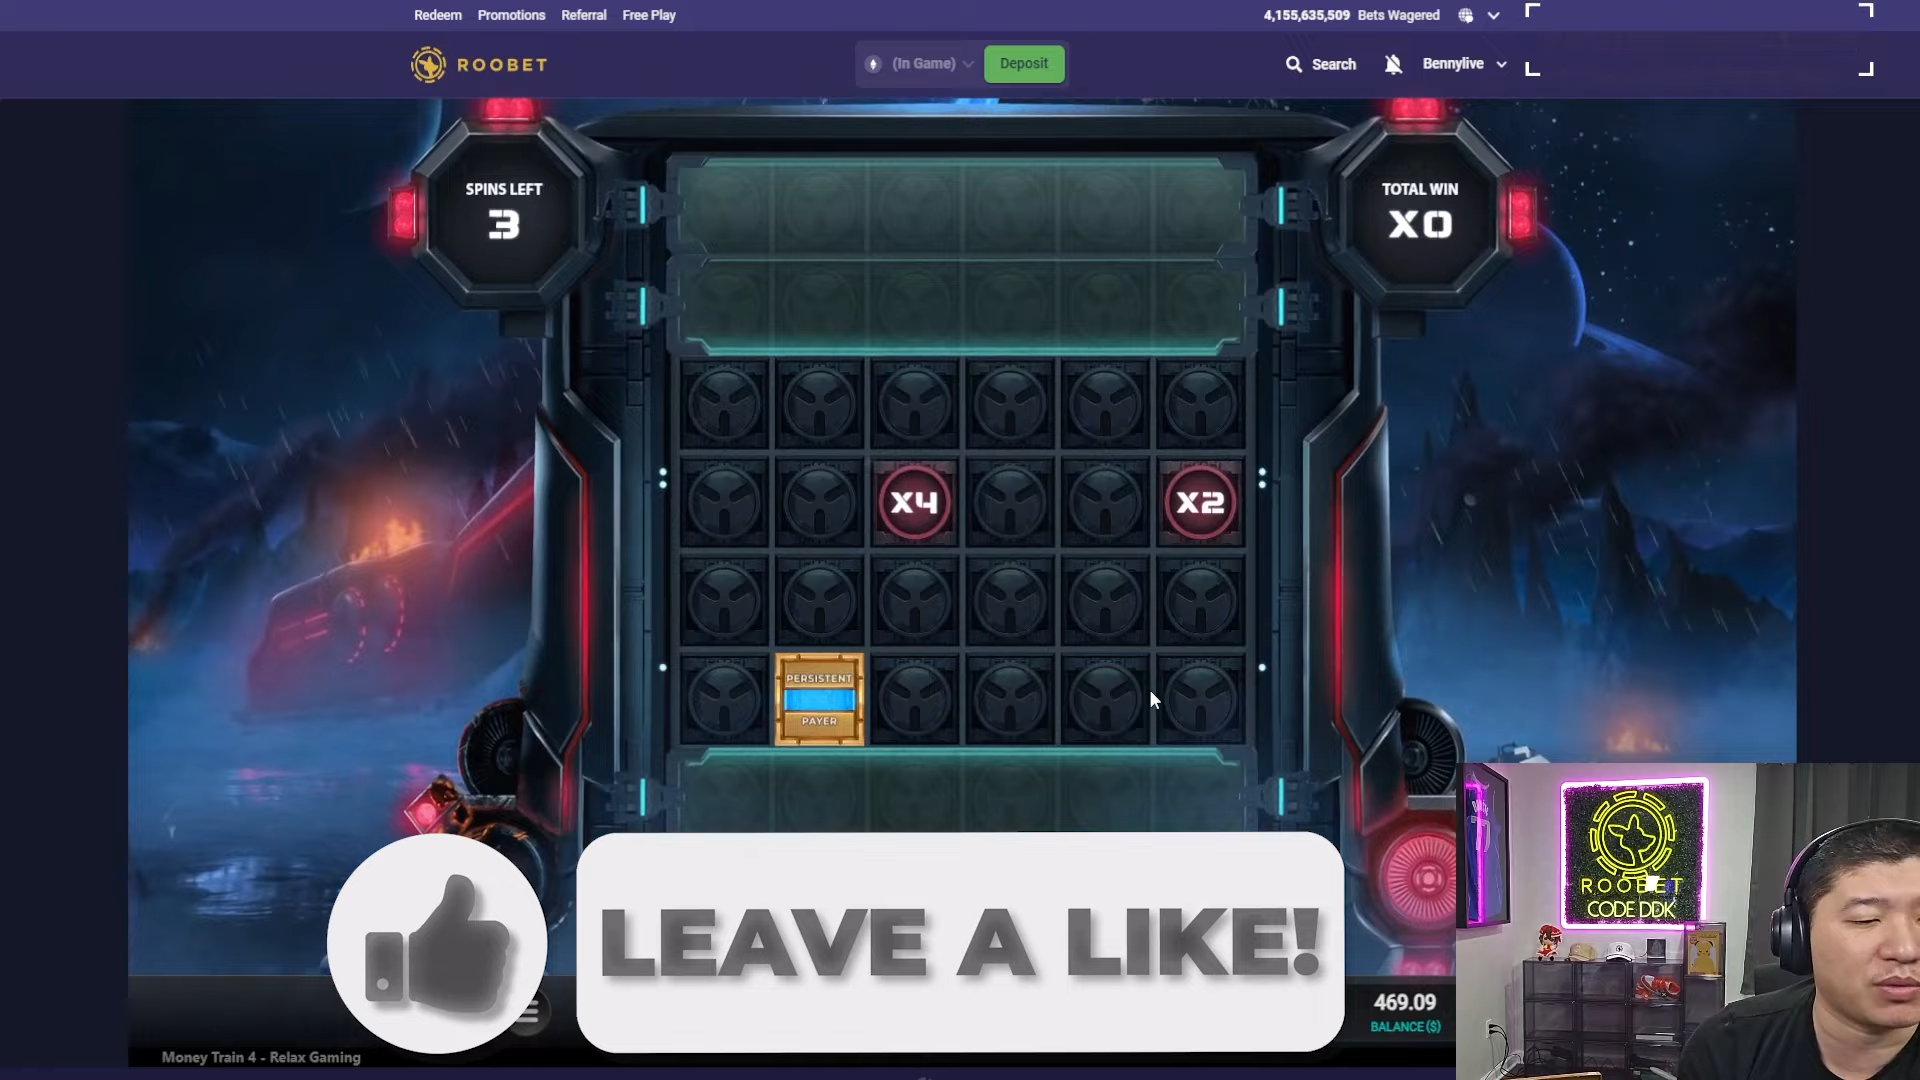 Redeem Promotions Referral Free Play
4,155,635,509 Bets Wagered
ROOBET
(In Game)
Deposit
Search
Bennylive
SPINS LEFT
3
TOTAL WIN
X0
X4
X2
PERSISTENT
PAYER
LEAVE A LIKE!
469.09
BALANCE ($)
ROOBET
CODE DDK
Money Train 4 - Relax Gaming